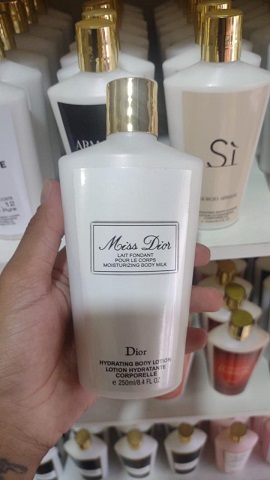 Miss Dior
LAIT FONDANT
POUR LE CORPS
MOISTURIZING BODY MILK
Dior
HYDRATING BODY LOTION
LOTION HYDRATANTE
CORPORELLE
e 250ml/8.4 FL OZ
Sì